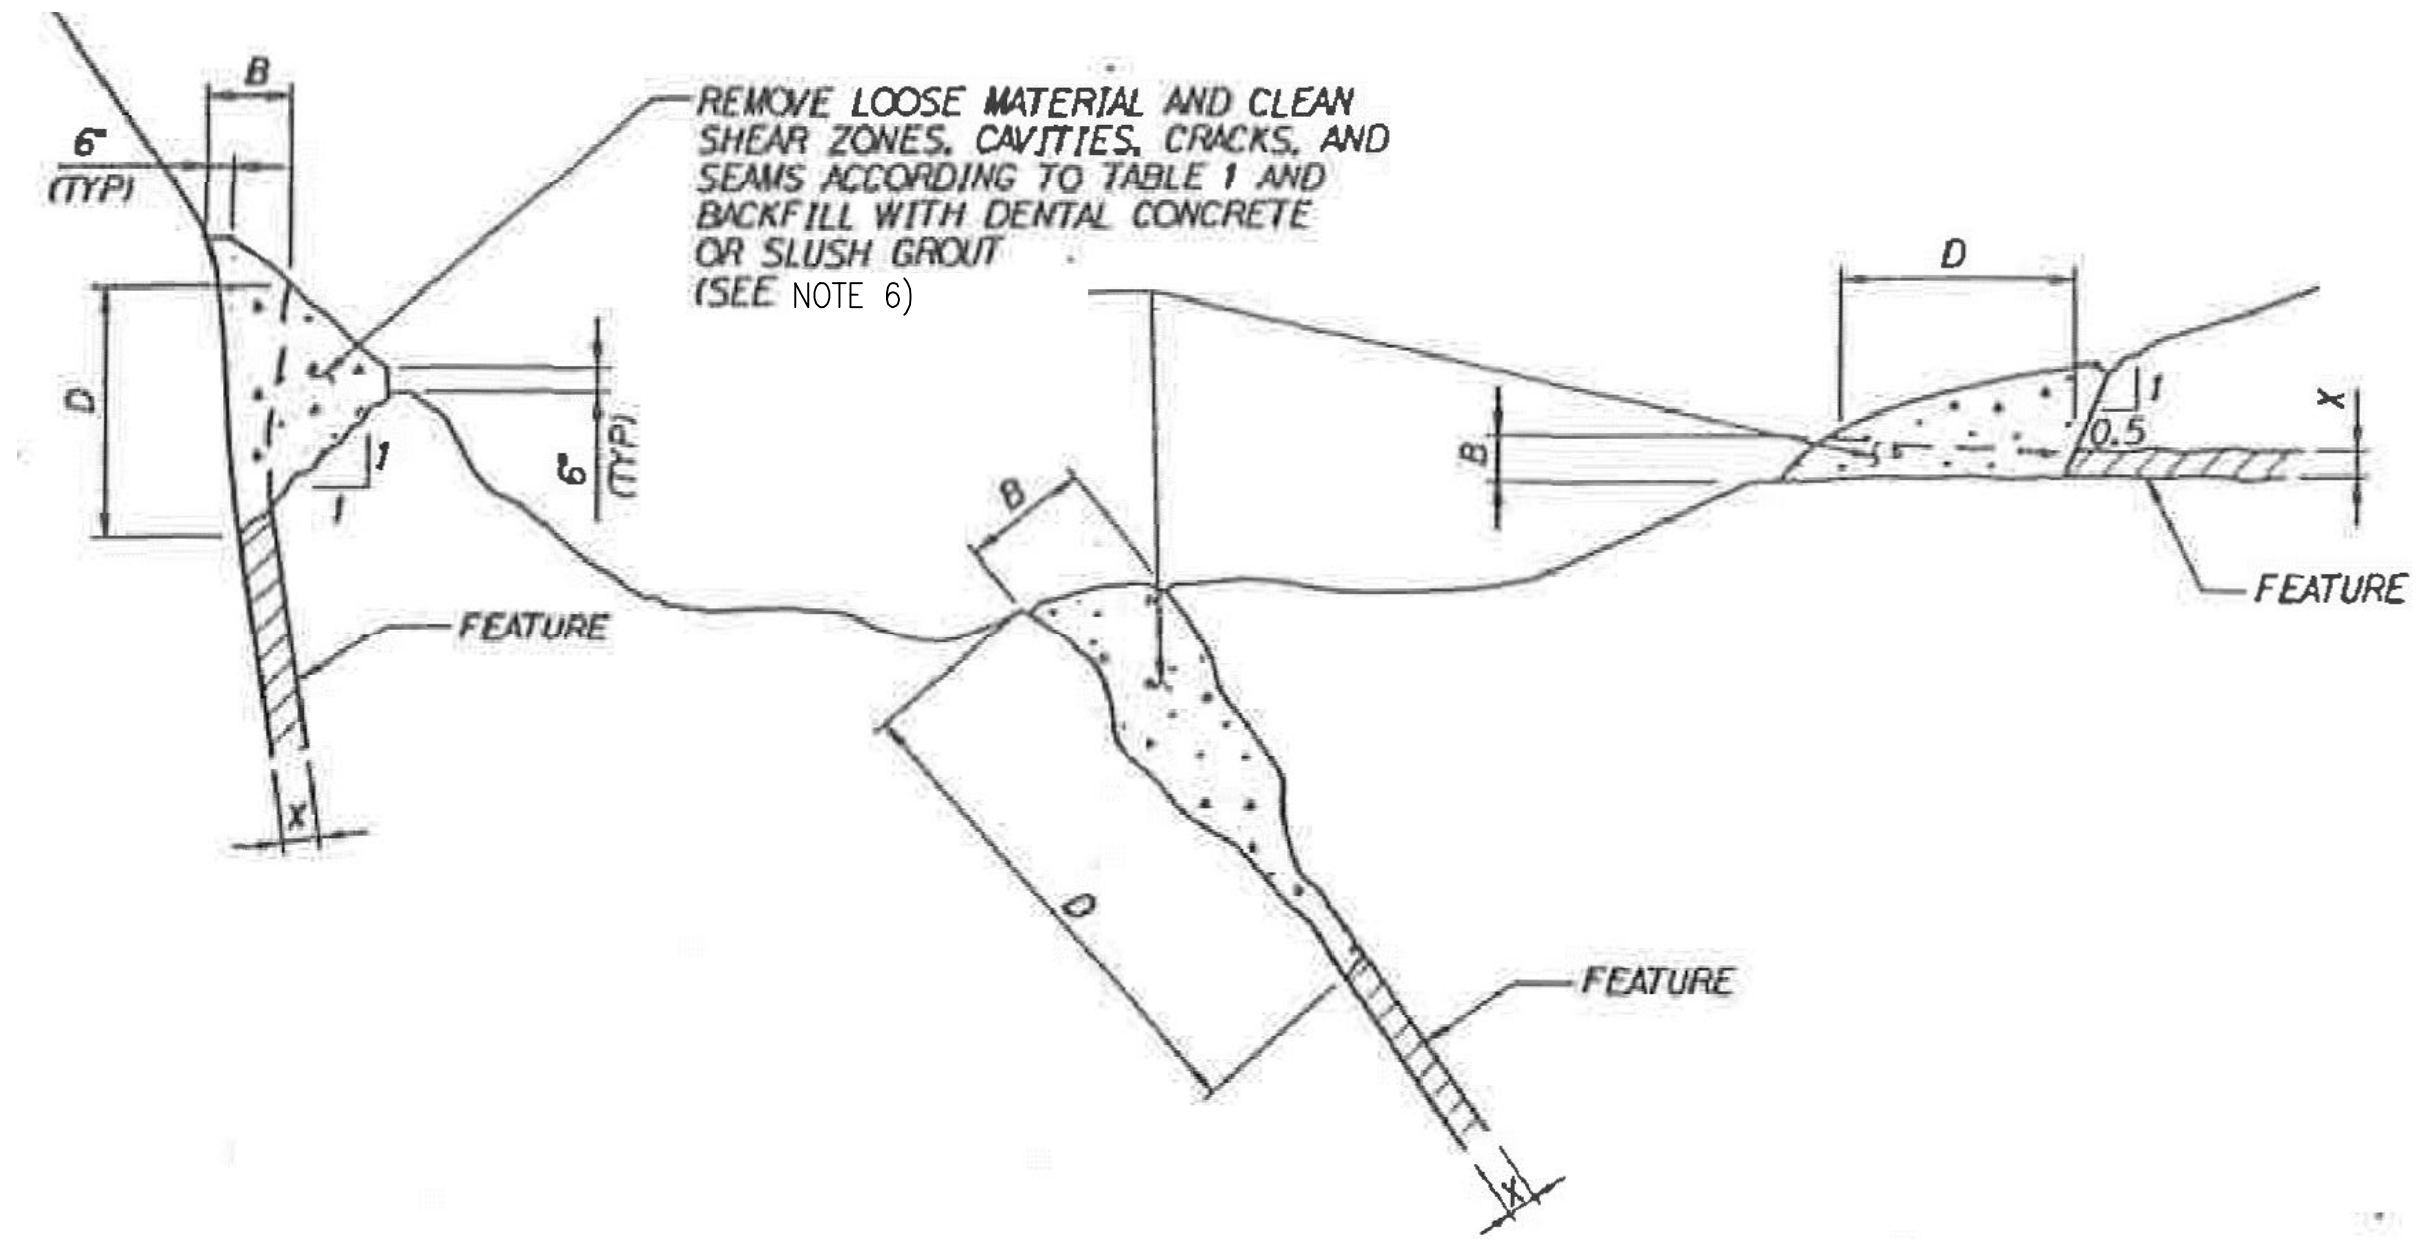 B
6"
(TYP)
REMOVE LOOSE MATERIAL AND CLEAN
SHEAR ZONES, CAVITIES, CRACKS, AND
SEAMS ACCORDING TO TABLE 1 AND
BACKFILL WITH DENTAL CONCRETE
OR SLUSH GROUT
(SEE NOTE 6)
D
D
6"
(TYP)
1
1
B
B
D
1
0.5
X
FEATURE
FEATURE
X
D
FEATURE
X